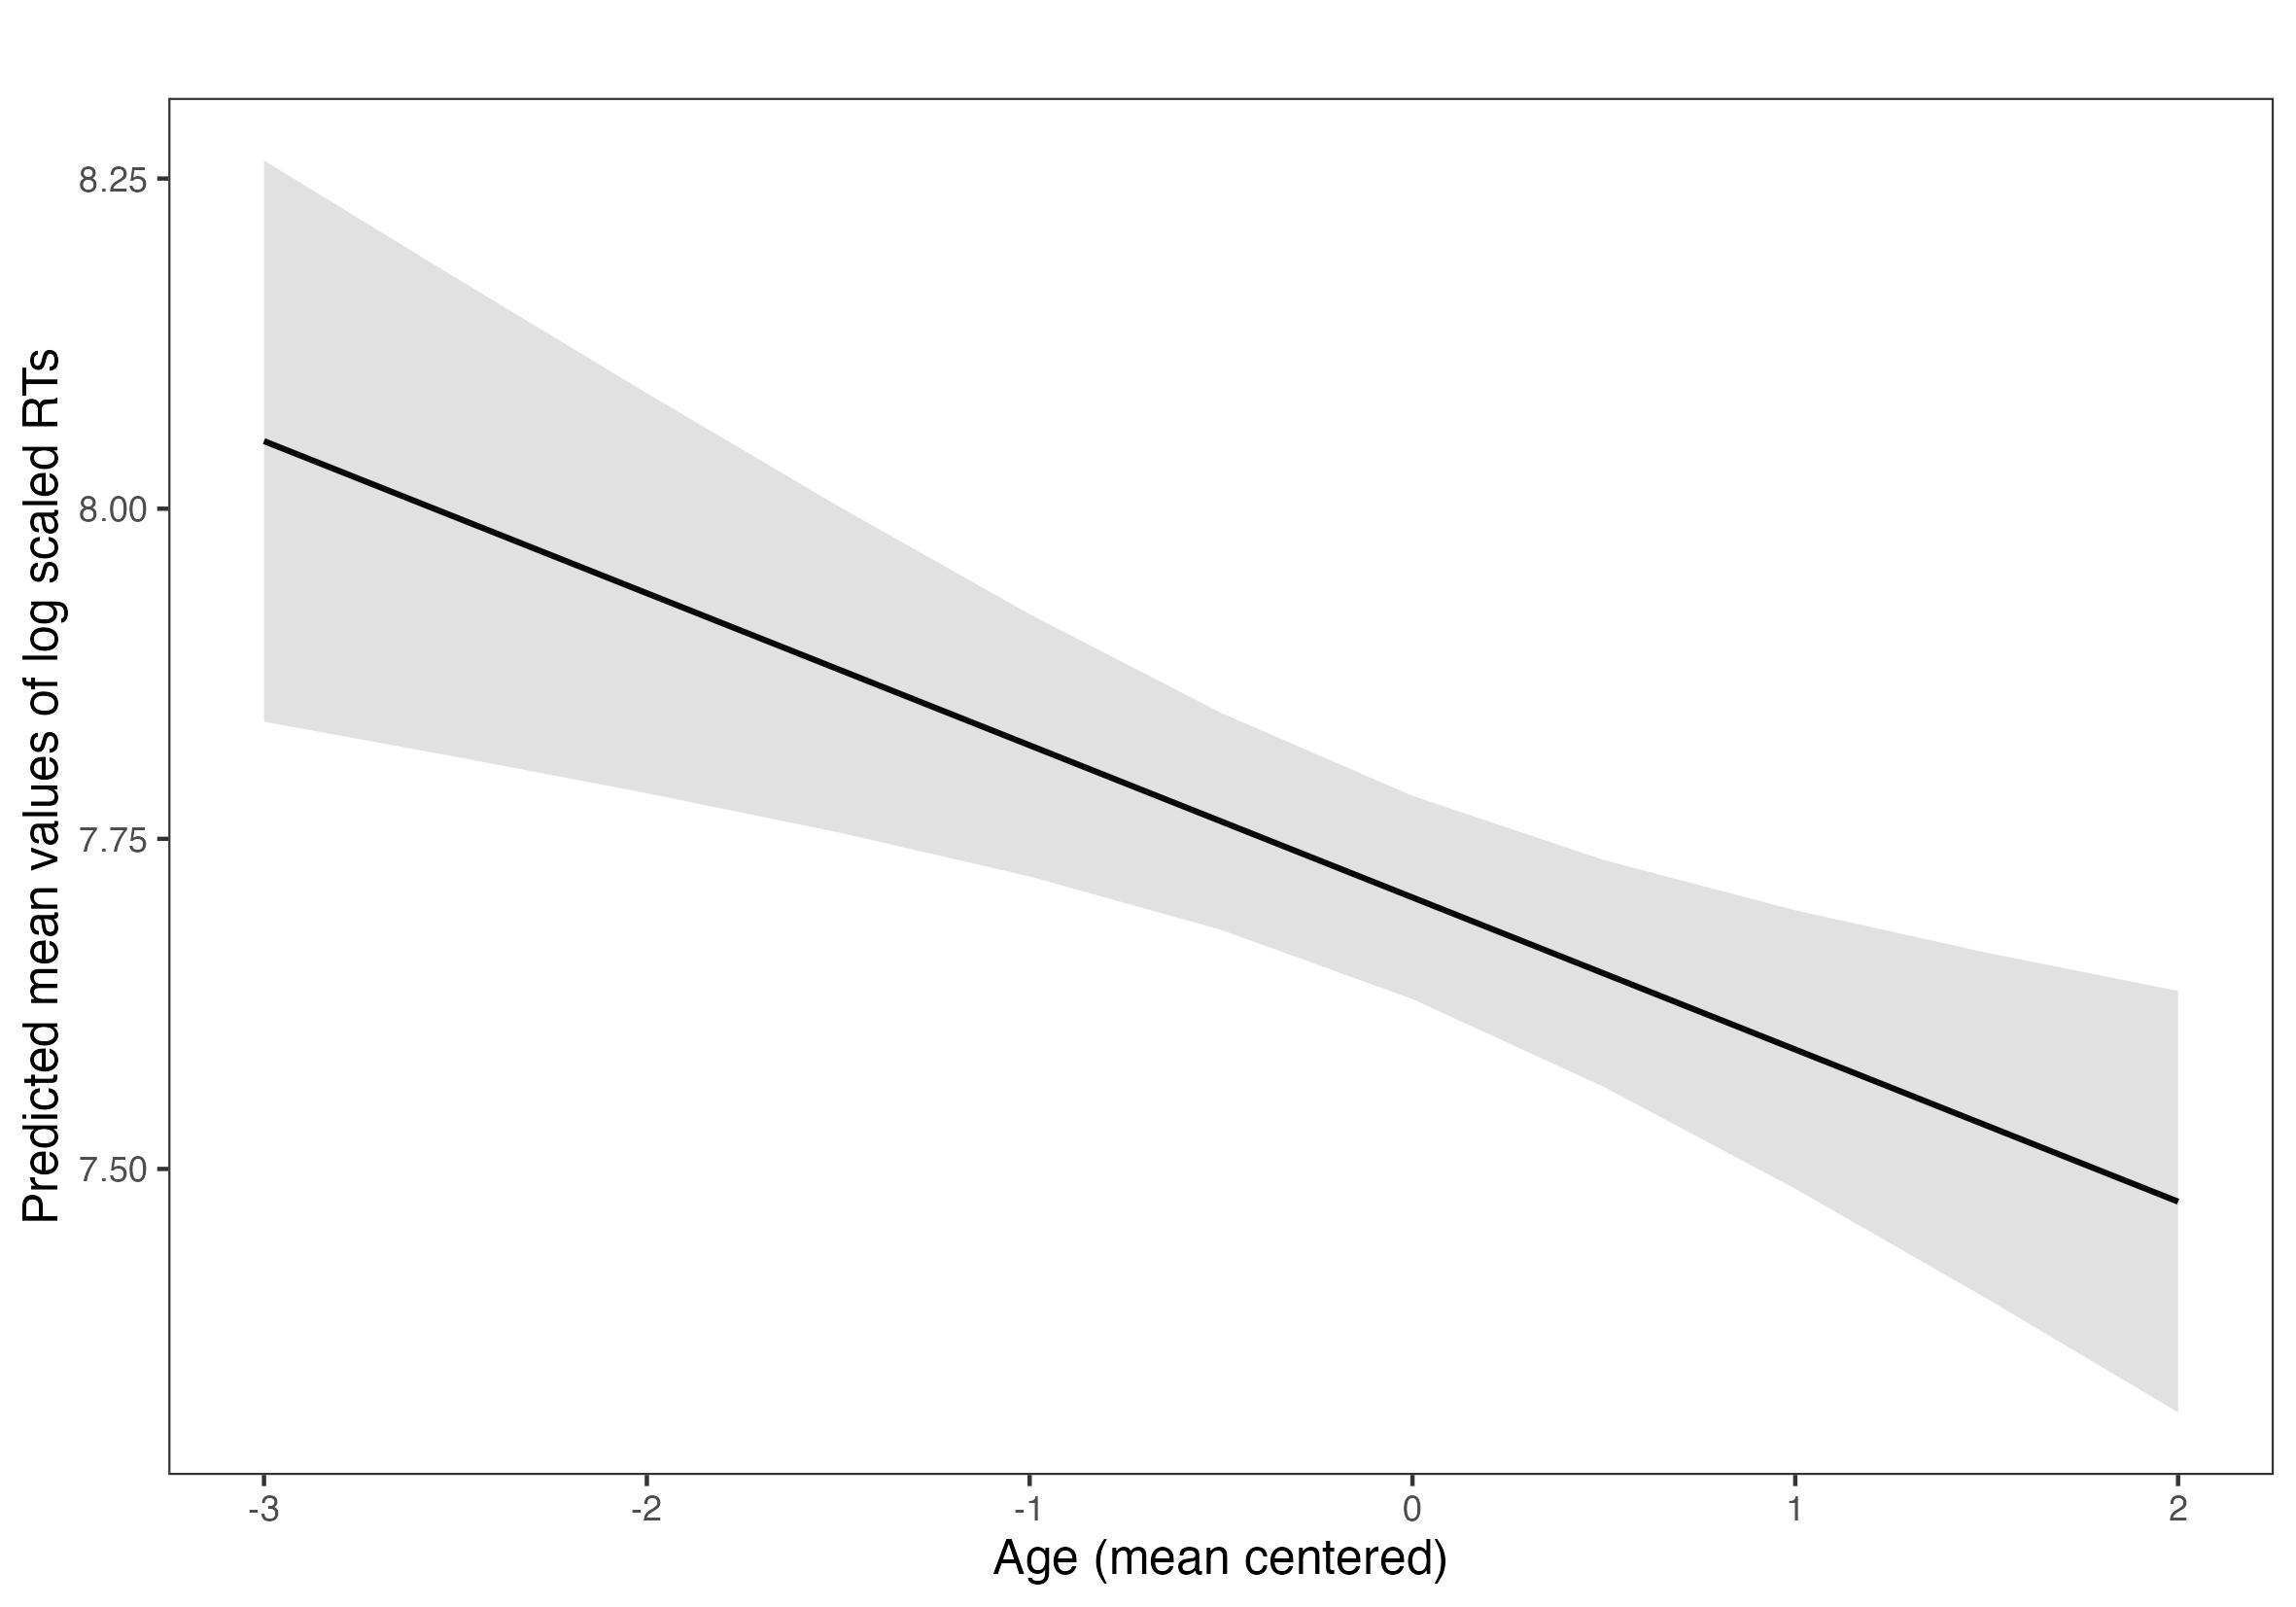 Predicted mean values of log scaled RTs
8.25
8.00
7.75
7.50
-3 -2 -1 0 1 2
Age (mean centered)